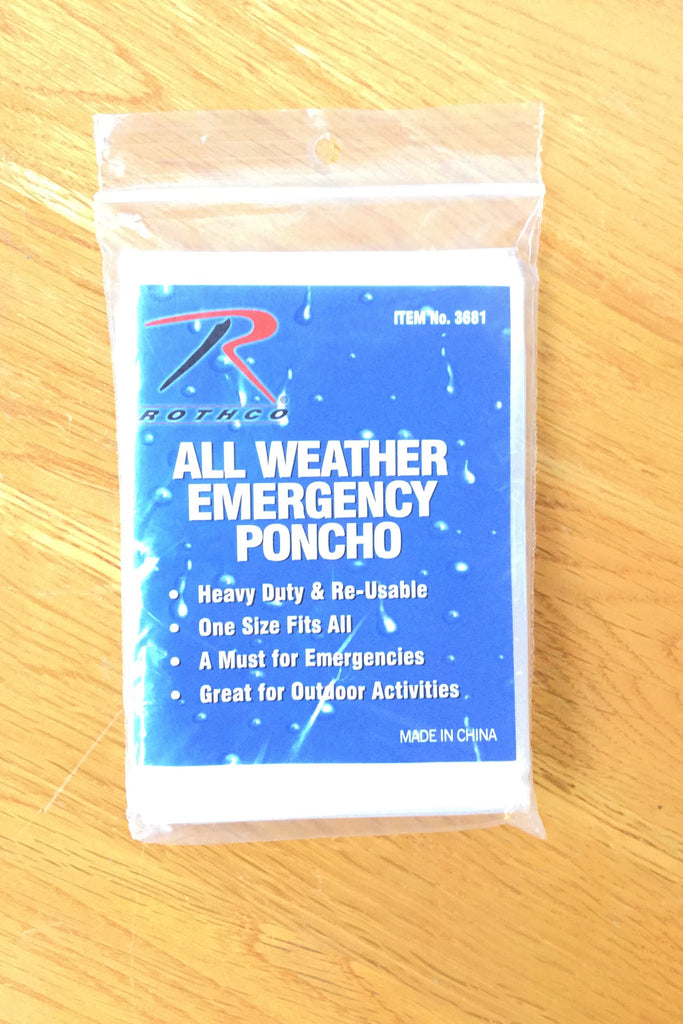 ITEM No. 3681
R
ROTHCO®
ALL WEATHER
EMERGENCY
PONCHO
• Heavy Duty & Re-Usable
• One Size Fits All
• A Must for Emergencies
• Great for Outdoor Activities
MADE IN CHINA